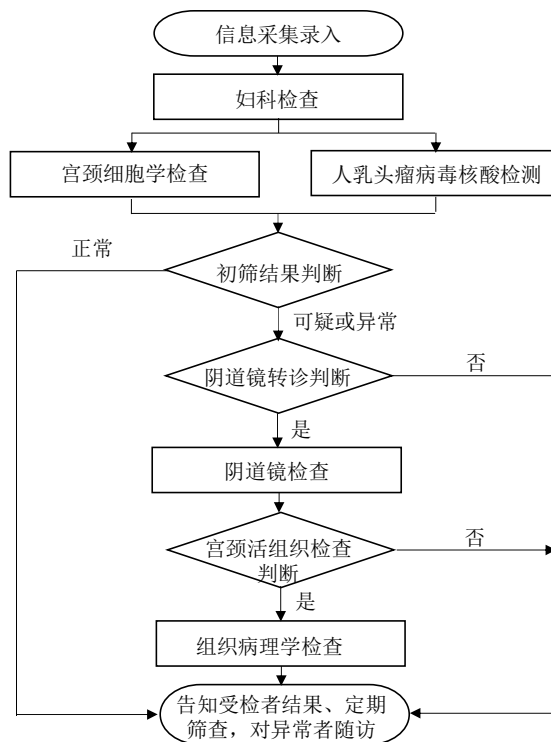 信息采集录入
妇科检查
宫颈细胞学检查
人乳头瘤病毒核酸检测
正常
初筛结果判断
可疑或异常
阴道镜转诊判断
否
是
阴道镜检查
宫颈活组织检查
判断
否
是
组织病理学检查
告知受检者结果、定期
筛查，对异常者随访